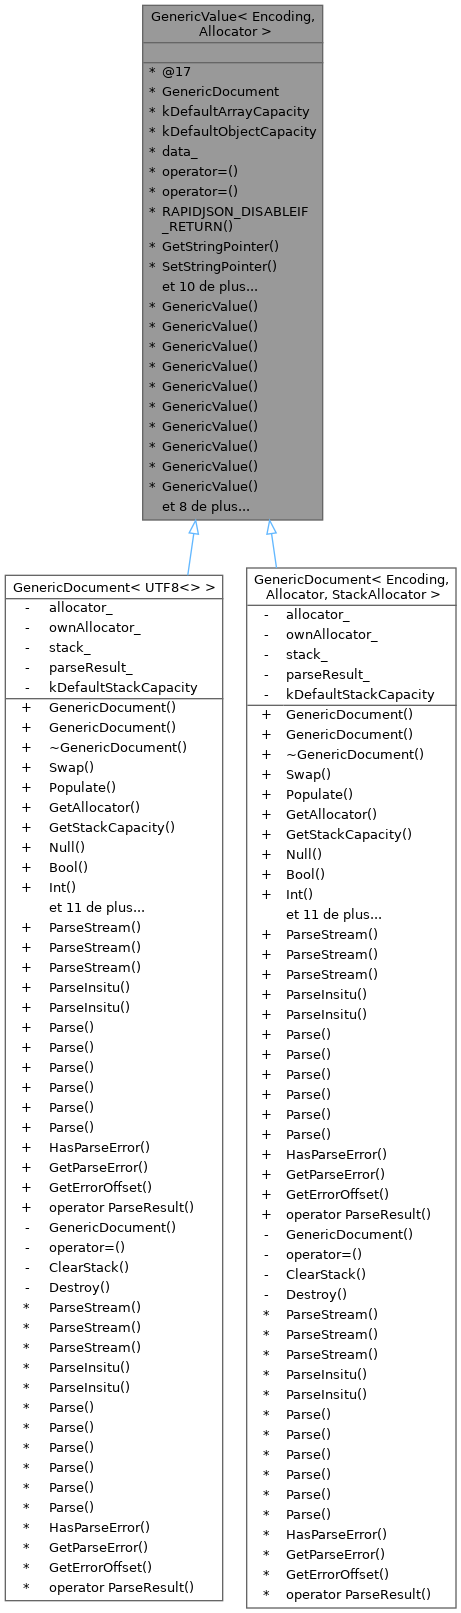 GenericValue< Encoding,
Allocator >
* @17
* GenericDocument
* kDefaultArrayCapacity
* kDefaultObjectCapacity
* data_
* operator=()
* operator=()
* RAPIDJSON_DISABLEIF
_RETURN()
* GetStringPointer()
* SetStringPointer()
et 10 de plus...
* GenericValue()
* GenericValue()
* GenericValue()
* GenericValue()
* GenericValue()
* GenericValue()
* GenericValue()
* GenericValue()
* GenericValue()
* GenericValue()
et 8 de plus...
GenericDocument< UTF8<> >
- allocator_
- ownAllocator_
- stack_
- parseResult_
- kDefaultStackCapacity
+ GenericDocument()
+ GenericDocument()
+ ~GenericDocument()
+ Swap()
+ Populate()
+ GetAllocator()
+ GetStackCapacity()
+ Null()
+ Bool()
+ Int()
et 11 de plus...
+ ParseStream()
+ ParseStream()
+ ParseStream()
+ ParseInsitu()
+ ParseInsitu()
+ Parse()
+ Parse()
+ Parse()
+ Parse()
+ Parse()
+ Parse()
+ HasParseError()
+ GetParseError()
+ GetErrorOffset()
+ operator ParseResult()
- GenericDocument()
- operator=()
- ClearStack()
- Destroy()
* ParseStream()
* ParseStream()
* ParseStream()
* ParseInsitu()
* ParseInsitu()
* Parse()
* Parse()
* Parse()
* Parse()
* Parse()
* Parse()
* HasParseError()
* GetParseError()
* GetErrorOffset()
* operator ParseResult()
GenericDocument< Encoding,
Allocator, StackAllocator >
- allocator_
- ownAllocator_
- stack_
- parseResult_
- kDefaultStackCapacity
+ GenericDocument()
+ GenericDocument()
+ ~GenericDocument()
+ Swap()
+ Populate()
+ GetAllocator()
+ GetStackCapacity()
+ Null()
+ Bool()
+ Int()
et 11 de plus...
+ ParseStream()
+ ParseStream()
+ ParseStream()
+ ParseInsitu()
+ ParseInsitu()
+ Parse()
+ Parse()
+ Parse()
+ Parse()
+ Parse()
+ Parse()
+ HasParseError()
+ GetParseError()
+ GetErrorOffset()
+ operator ParseResult()
- GenericDocument()
- operator=()
- ClearStack()
- Destroy()
* ParseStream()
* ParseStream()
* ParseStream()
* ParseInsitu()
* ParseInsitu()
* Parse()
* Parse()
* Parse()
* Parse()
* Parse()
* Parse()
* HasParseError()
* GetParseError()
* GetErrorOffset()
* operator ParseResult()